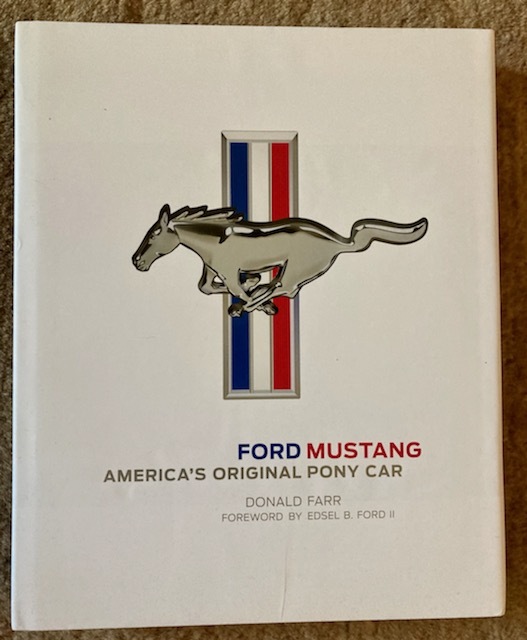 FORD MUSTANG
AMERICA'S ORIGINAL PONY CAR
DONALD FARR
FOREWORD BY EDSEL B. FORD II